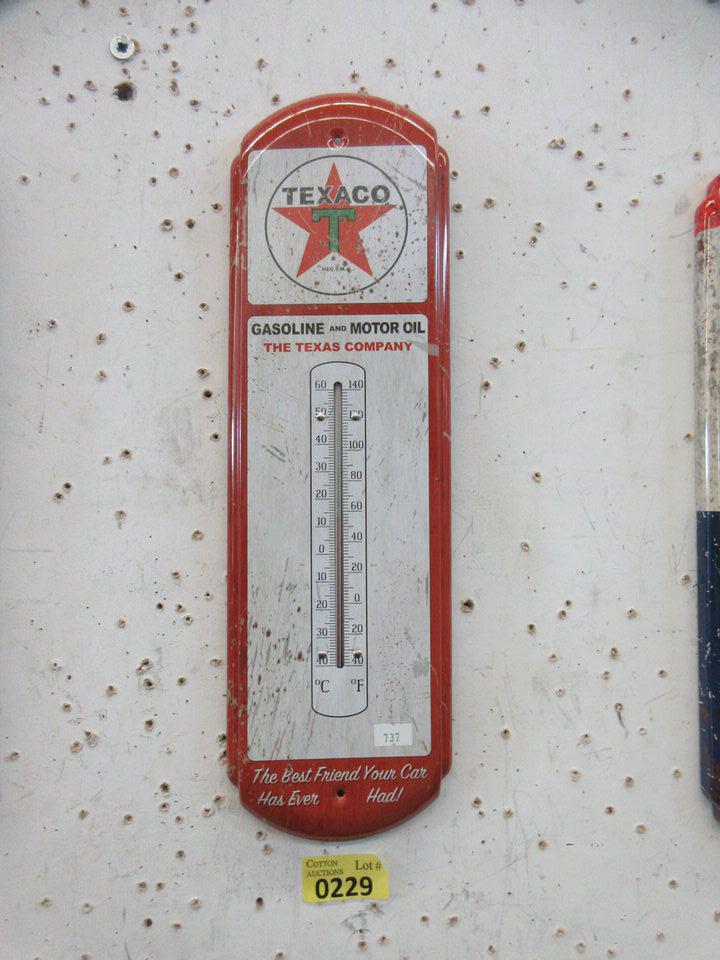 TEXACO
T
REG. T.M.
GASOLINE AND MOTOR OIL
THE TEXAS COMPANY
60 140
50 120
40 100
30 80
20 60
10 40
0 20
10 0
20 20
30 40
40
°C °F
737
The Best Friend Your Car
Has Ever Had!
COTTON AUCTIONS Lot #
0229